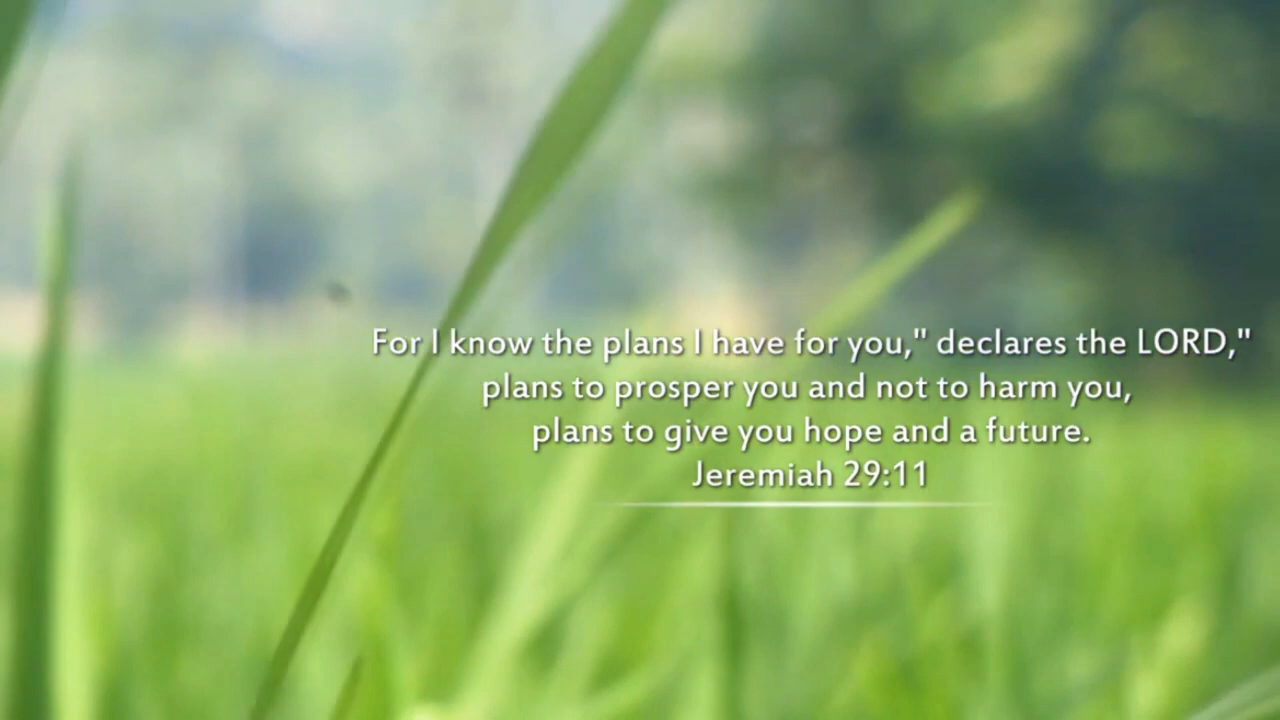 For I know the plans I have for you," declares the LORD,"
plans to prosper you and not to harm you,
plans to give you hope and a future.
Jeremiah 29:11